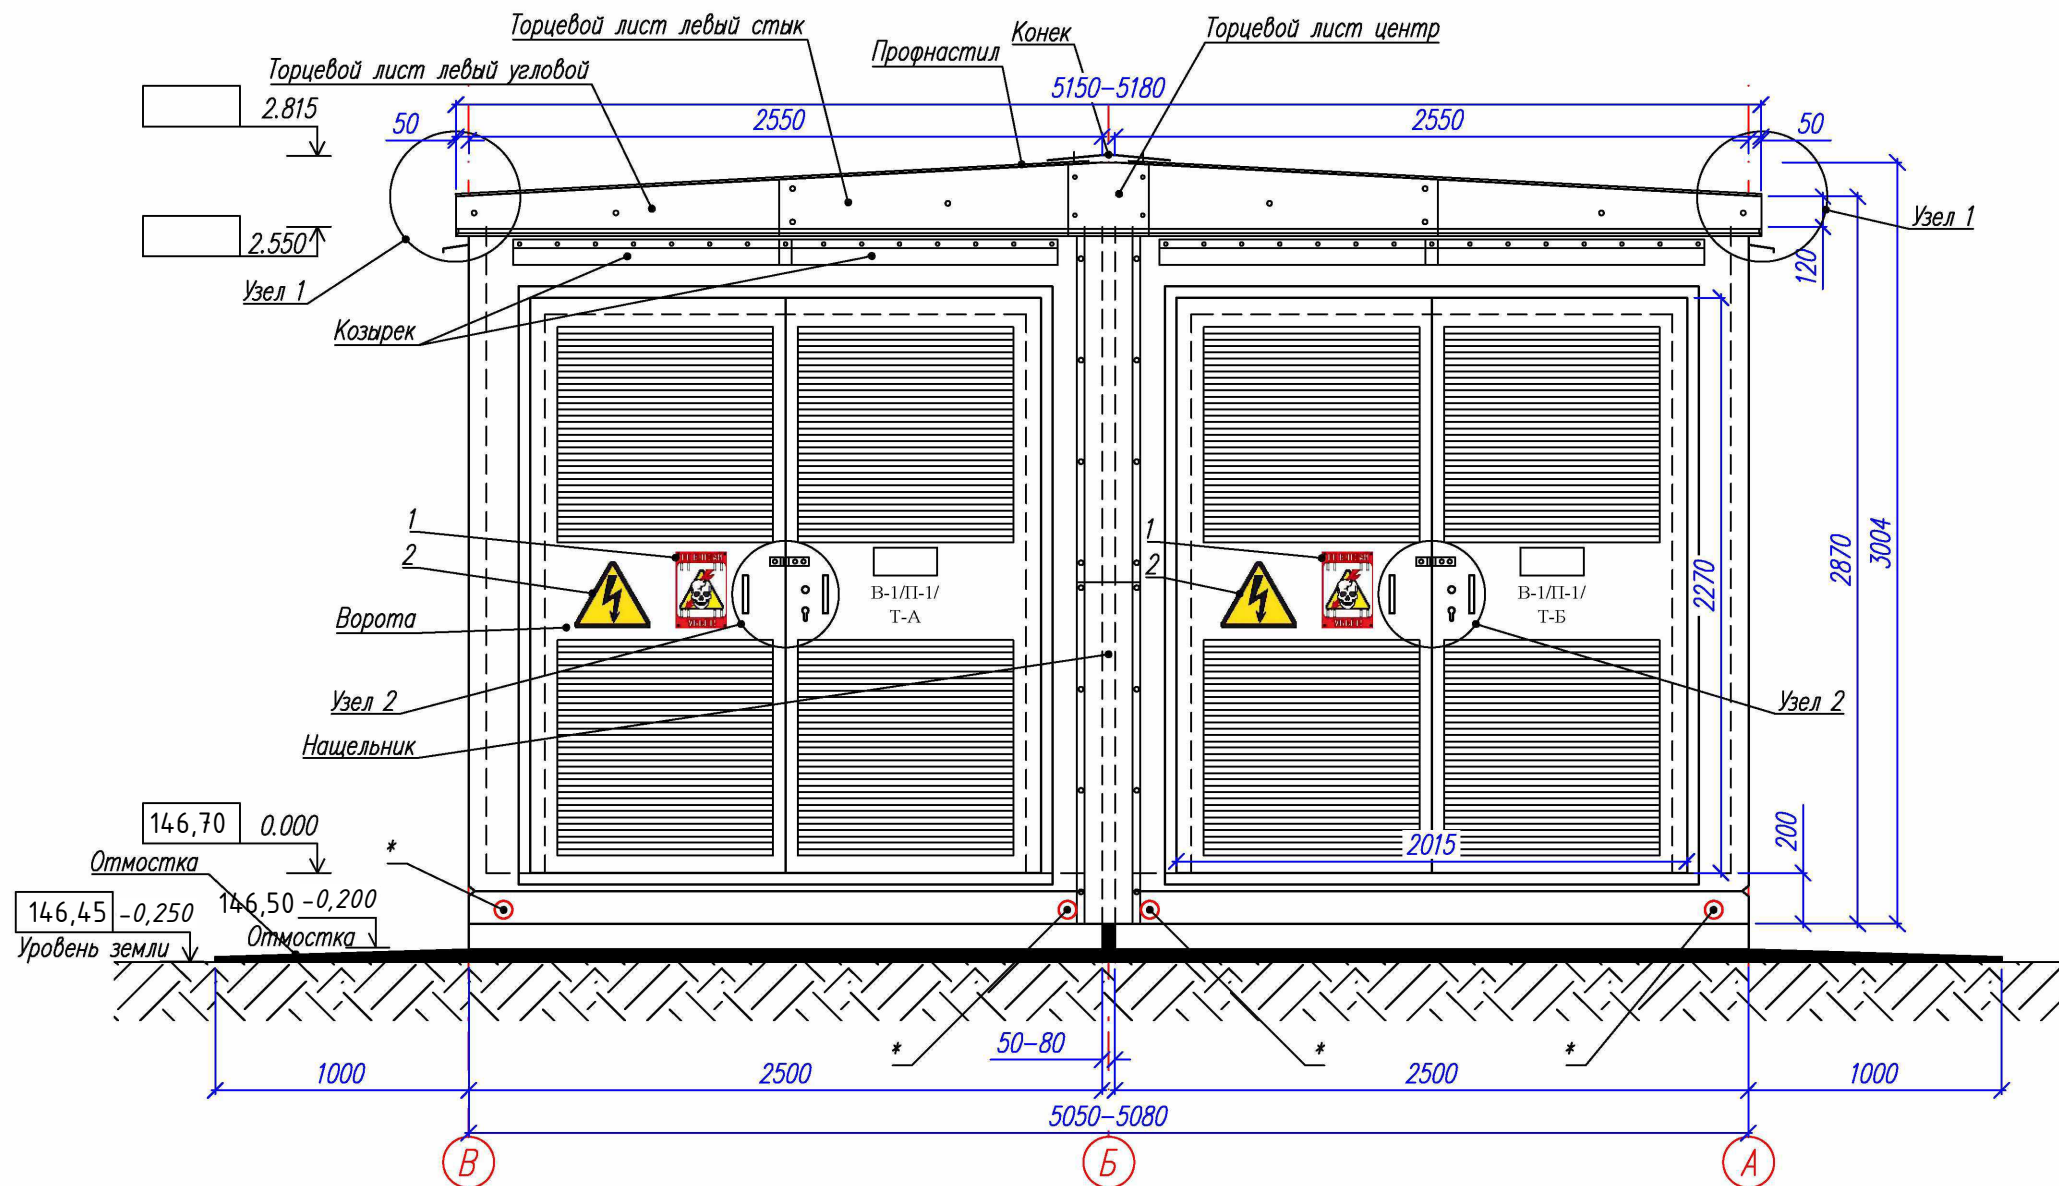 Торцевой лист левый стык
Конек
Торцевой лист центр
Профнастил
Торцевой лист левый угловой
5150-5180
2.815
50
2550
2550
50
2.550
Узел 1
Узел 1
120
Козырек
1
2
1
2
2870
3004
2270
В-1/П-1/
Т-А
В-1/П-1/
Т-Б
Ворота
Узел 2
Узел 2
Нащельник
146,70 0.000
*
2015
200
Отмостка
146,45 -0,250
146,50 -0,200
Уровень земли
Отмостка
*
50-80
*
*
1000
2500
2500
1000
5050-5080
В
Б
А